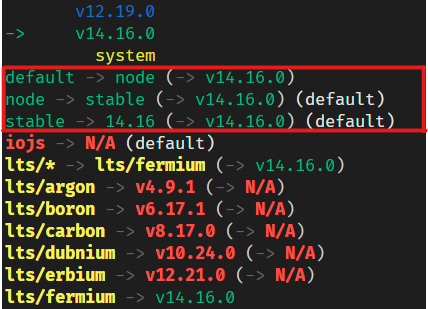 v12.19.0
-> v14.16.0
system
default -> node (-> v14.16.0)
node -> stable (-> v14.16.0) (default)
stable -> 14.16 (-> v14.16.0) (default)
iojs -> N/A (default)
lts/* -> lts/fermium (-> v14.16.0)
lts/argon -> v4.9.1 (-> N/A)
lts/boron -> v6.17.1 (-> N/A)
lts/carbon -> v8.17.0 (-> N/A)
lts/dubnium -> v10.24.0 (-> N/A)
lts/erbium -> v12.21.0 (-> N/A)
lts/fermium -> v14.16.0